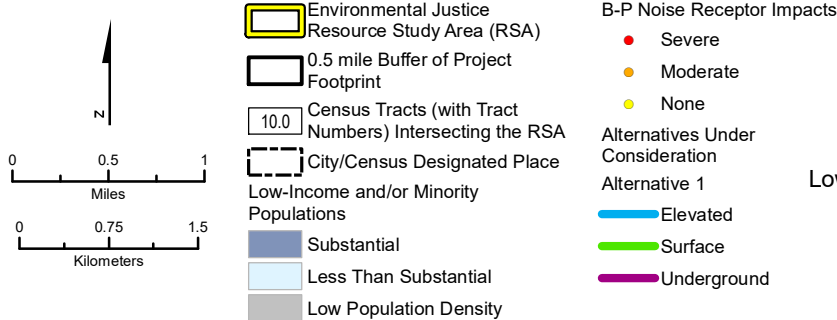 N
0 0.5 1
Miles
0 0.75 1.5
Kilometers
Environmental Justice
Resource Study Area (RSA)
0.5 mile Buffer of Project
Footprint
10.0
Census Tracts (with Tract
Numbers) Intersecting the RSA
City/Census Designated Place
Low-Income and/or Minority
Populations
Substantial
Less Than Substantial
Low Population Density
B-P Noise Receptor Impacts
Severe
Moderate
None
Alternatives Under
Consideration
Alternative 1
Elevated
Surface
Underground
Lo